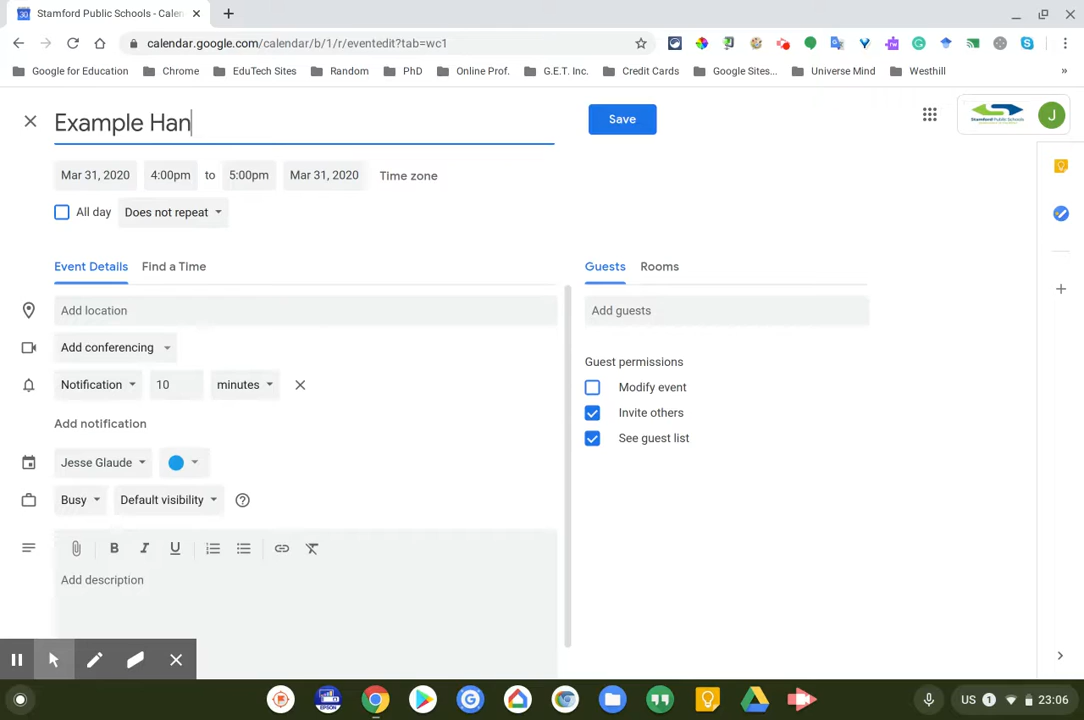 Stamford Public Schools - Calen
calendar.google.com/calendar/b/1/r/eventedit?tab=wc1
Google for Education Chrome EduTech Sites Random PhD Online Prof. G.E.T. Inc. Credit Cards Google Sites... Universe Mind Westhill »
Example Han Save Stamford Public Schools J
Mar 31, 2020 4:00pm to 5:00pm Mar 31, 2020 Time zone
All day Does not repeat
Event Details Find a Time Guests Rooms
Add location Add guests
Add conferencing
Guest permissions
Notification 10 minutes Modify event
Invite others
Add notification
See guest list
Jesse Glaude
Busy Default visibility
B I U
Add description
US 1 23:06